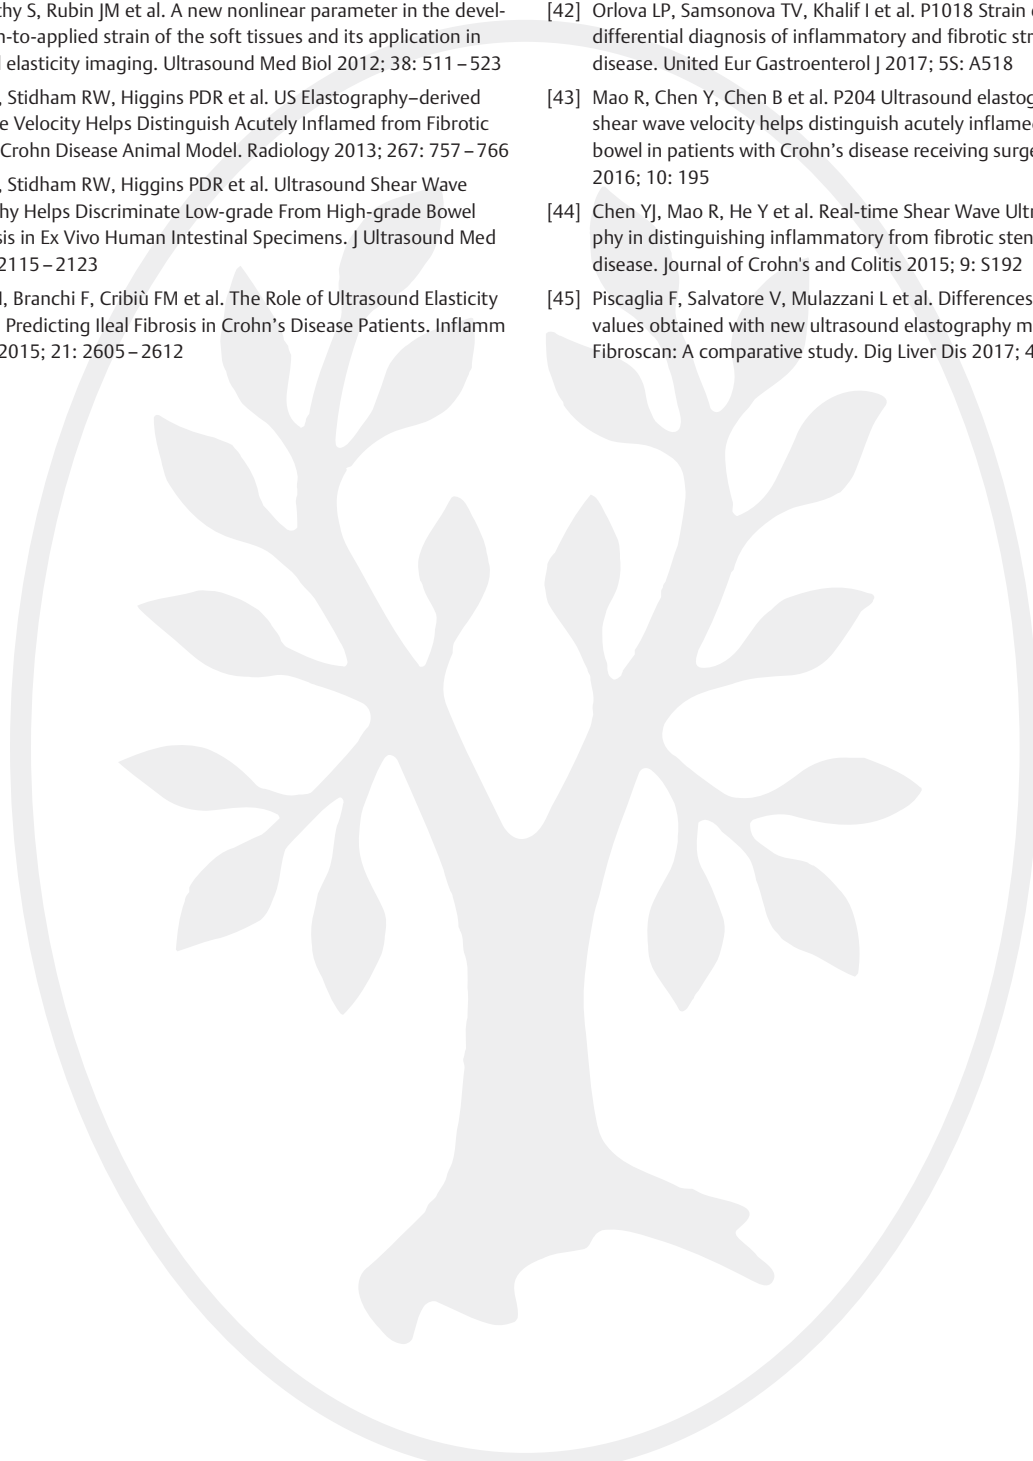 thy S, Rubin JM et al. A new nonlinear parameter in the devel-
n-to-applied strain of the soft tissues and its application in
elasticity imaging. Ultrasound Med Biol 2012; 38: 511–523
, Stidham RW, Higgins PDR et al. US Elastography–derived
e Velocity Helps Distinguish Acutely Inflamed from Fibrotic
Crohn Disease Animal Model. Radiology 2013; 267: 757–766
, Stidham RW, Higgins PDR et al. Ultrasound Shear Wave
hy Helps Discriminate Low-grade From High-grade Bowel
sis in Ex Vivo Human Intestinal Specimens. J Ultrasound Med
2115–2123
, Branchi F, Cribiù FM et al. The Role of Ultrasound Elasticity
Predicting Ileal Fibrosis in Crohn’s Disease Patients. Inflamm
2015; 21: 2605–2612
[42] Orlova LP, Samsonova TV, Khalif I et al. P1018 Strain
differential diagnosis of inflammatory and fibrotic str
disease. United Eur Gastroenterol J 2017; 5S: A518
[43] Mao R, Chen Y, Chen B et al. P204 Ultrasound elastog
shear wave velocity helps distinguish acutely inflame
bowel in patients with Crohn’s disease receiving surge
2016; 10: 195
[44] Chen YJ, Mao R, He Y et al. Real-time Shear Wave Ultr
phy in distinguishing inflammatory from fibrotic sten
disease. Journal of Crohn's and Colitis 2015; 9: S192
[45] Piscaglia F, Salvatore V, Mulazzani L et al. Differences
values obtained with new ultrasound elastography m
Fibroscan: A comparative study. Dig Liver Dis 2017; 4